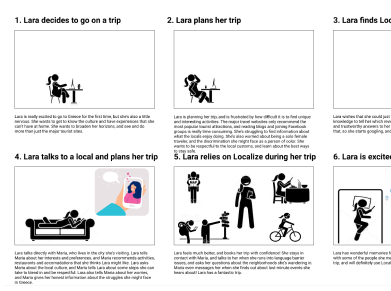 1. Lara decides to go on a trip
2. Lara plans her trip
3. Lara finds Loc
Lara is really excited to go to Greece for the first time, but she's also a little
nervous. She wants to get to know the culture and have experiences that she
can't have at home. She wants to broaden her horizons, and see and do
more than just the major tourist sites.
Lara is planning her trip, and is frustrated by how difficult it is to find unique
and interesting activities. The major travel websites only recommend the
most popular tourist attractions, and reading blogs and joining Facebook
groups is really time consuming. She's struggling to find information about
what the locals enjoy doing. She's also worried about being a solo female
traveler, and the discrimination she might face as a person of color. She
wants to be respectful to the local customs, and learn about the best ways
to stay safe.
Lara wishes that she could just
knowledge to tell her which
and trustworthy answers to her
that, so she starts googling, and
4. Lara talks to a local and plans her trip
5. Lara relies on Localize during her trip
6. Lara is excited
Lara talks directly with Maria, who lives in the city she's visiting. Lara tells
Maria about her interests and preferences, and Maria recommends activities,
restaurants and accomodations that she thinks Lara might like. Lara asks
Maria about the local culture, and Maria tells Lara about some steps she can
take to blend in and be respectful. Lara also tells Maria about her worries,
and Maria gives her honest information about the struggles she might face
in Greece.
Lara feels much better, and books her trip with confidence! She stays in
contact with Maria, and talks to her when she runs into language barrier
issues, and asks her questions about the neighborhoods she's wandering in.
Maria even messages her when she finds out about last minute events she
hears about! Lara has a fantastic trip.
Lara has wonderful memories
with some of the people she me
trip, and will definitely use Local